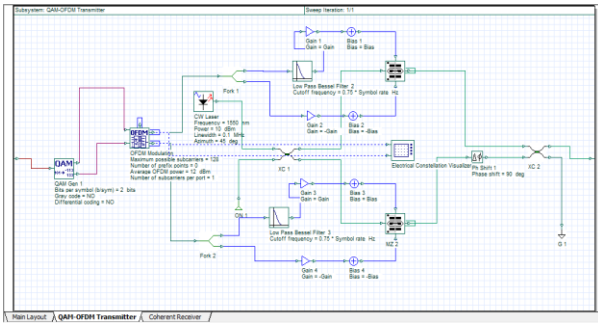 Subsystem: QAM-OFDM Transmitter
Sweep Iteration: 1/1
Gain 1
Gain = Gain
Bias 1
Bias = Bias
Fork 1
Low Pass Bessel Filter 2
Cutoff frequency = 0.75 * Symbol rate Hz
CW Laser
Frequency = 1550 nm
Power = 10 dBm
Linewidth = 0.1 MHz
Azimuth = 45 deg
Gain 2
Gain = -Gain
Bias 2
Bias = -Bias
OFDM
OFDM Modulation
Maximum possible subcarriers = 128
Number of prefix points = 0
Average OFDM power = 12 dBm
Number of subcarriers per port = 1
QAM
QAM Gen 1
Bits per symbol (b/sym) = 2 bits
Gray code = NO
Differential coding = NO
XC 1
Electrical Constellation Visualizer
Ph Shift 1
Phase shift = 90 deg
XC 2
Gain 3
Gain = Gain
Bias 3
Bias = Bias
Low Pass Bessel Filter 3
Cutoff frequency = 0.75 * Symbol rate Hz
MZ 2
G 1
Fork 2
Gain 4
Gain = -Gain
Bias 4
Bias = -Bias
Main Layout
QAM-OFDM Transmitter
Coherent Receiver